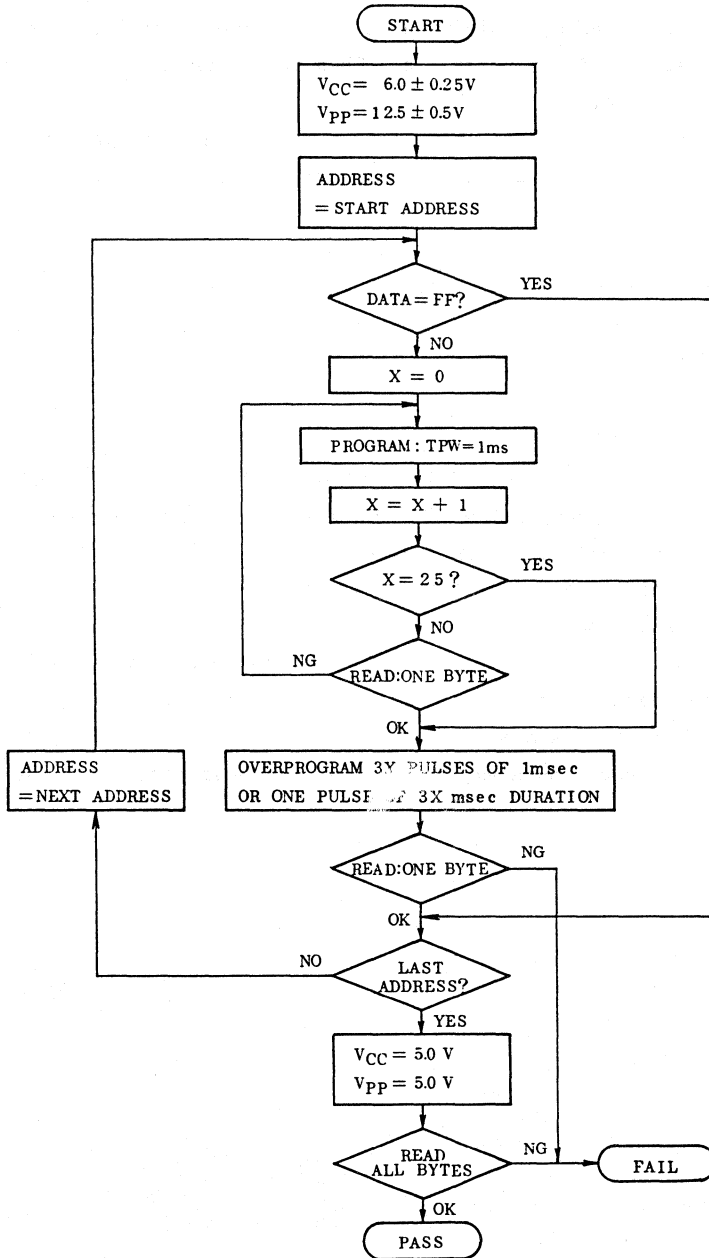 START
VCC= 6.0 ± 0.25V
VPP=12.5 ± 0.5V
ADDRESS
= START ADDRESS
DATA = FF?
YES
NO
X = 0
PROGRAM: TPW=1ms
X = X + 1
X = 25?
YES
NO
READ:ONE BYTE
NG
OK
ADDRESS
=NEXT ADDRESS
OVERPROGRAM 3X PULSES OF 1msec
OR ONE PULSE OF 3X msec DURATION
READ:ONE BYTE
NG
OK
NO
LAST
ADDRESS?
YES
VCC = 5.0 V
VPP = 5.0 V
READ
ALL BYTES
NG
FAIL
OK
PASS